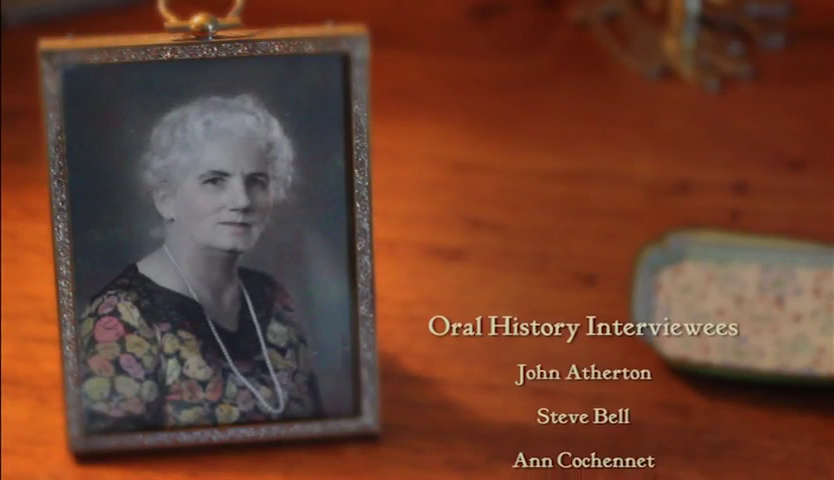 Oral History Interviewees
John Atherton
Steve Bell
Ann Cochennet